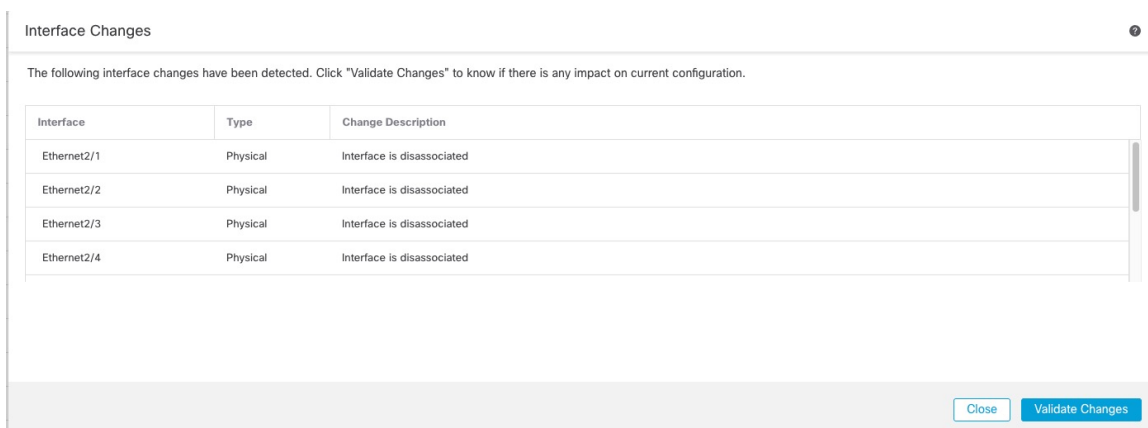 Interface Changes
The following interface changes have been detected. Click "Validate Changes" to know if there is any impact on current configuration.
Interface Type Change Description
Ethernet2/1 Physical Interface is disassociated
Ethernet2/2 Physical Interface is disassociated
Ethernet2/3 Physical Interface is disassociated
Ethernet2/4 Physical Interface is disassociated
Close Validate Changes